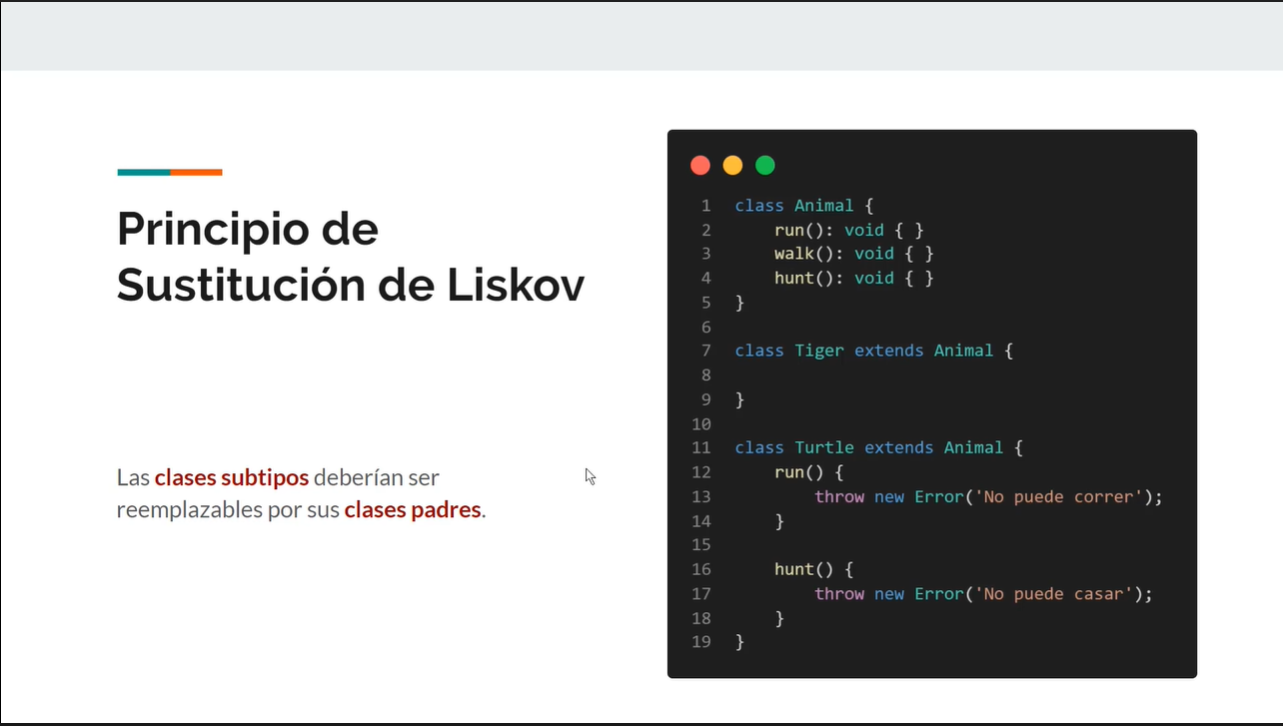 Principio de
Sustitución de Liskov
Las clases subtipos deberían ser
reemplazables por sus clases padres.
1 class Animal {
2     run(): void { }
3     walk(): void { }
4     hunt(): void { }
5 }
6
7 class Tiger extends Animal {
8
9 }
10
11 class Turtle extends Animal {
12     run() {
13         throw new Error('No puede correr');
14     }
15
16     hunt() {
17         throw new Error('No puede casar');
18     }
19 }